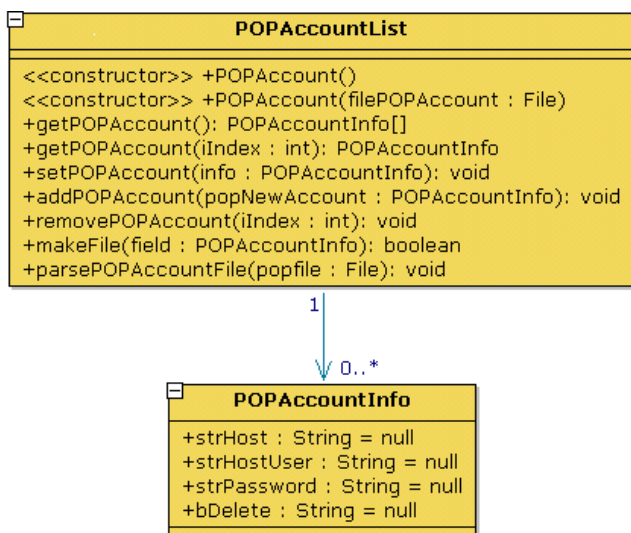 POPAccountList
<<constructor>> +POPAccount()
<<constructor>> +POPAccount(filePOPAccount : File)
+getPOPAccount(): POPAccountInfo[]
+getPOPAccount(iIndex : int): POPAccountInfo
+setPOPAccount(info : POPAccountInfo): void
+addPOPAccount(popNewAccount : POPAccountInfo): void
+removePOPAccount(iIndex : int): void
+makeFile(field : POPAccountInfo): boolean
+parsePOPAccountFile(popfile : File): void
1
0..*
POPAccountInfo
+strHost : String = null
+strHostUser : String = null
+strPassword : String = null
+bDelete : String = null